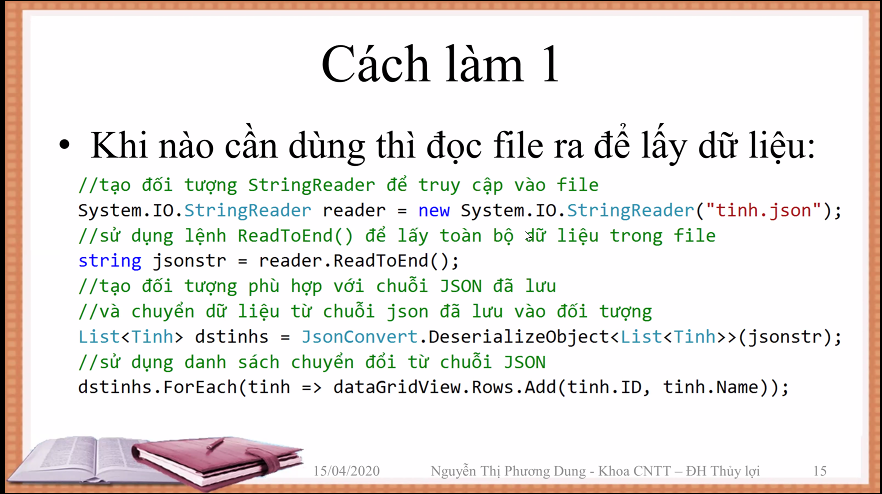 Cách làm 1
• Khi nào cần dùng thì đọc file ra để lấy dữ liệu:
//tạo đối tượng StringReader để truy cập vào file
System.IO.StringReader reader = new System.IO.StringReader("tinh.json");
//sử dụng lệnh ReadToEnd() để lấy toàn bộ dữ liệu trong file
string jsonstr = reader.ReadToEnd();
//tạo đối tượng phù hợp với chuỗi JSON đã lưu
//và chuyển dữ liệu từ chuỗi json đã lưu vào đối tượng
List<Tinh> dstinhs = JsonConvert.DeserializeObject<List<Tinh>>(jsonstr);
//sử dụng danh sách chuyển đổi từ chuỗi JSON
dstinhs.ForEach(tinh => dataGridView.Rows.Add(tinh.ID, tinh.Name));
15/04/2020 Nguyễn Thị Phương Dung - Khoa CNTT – ĐH Thủy lợi 15